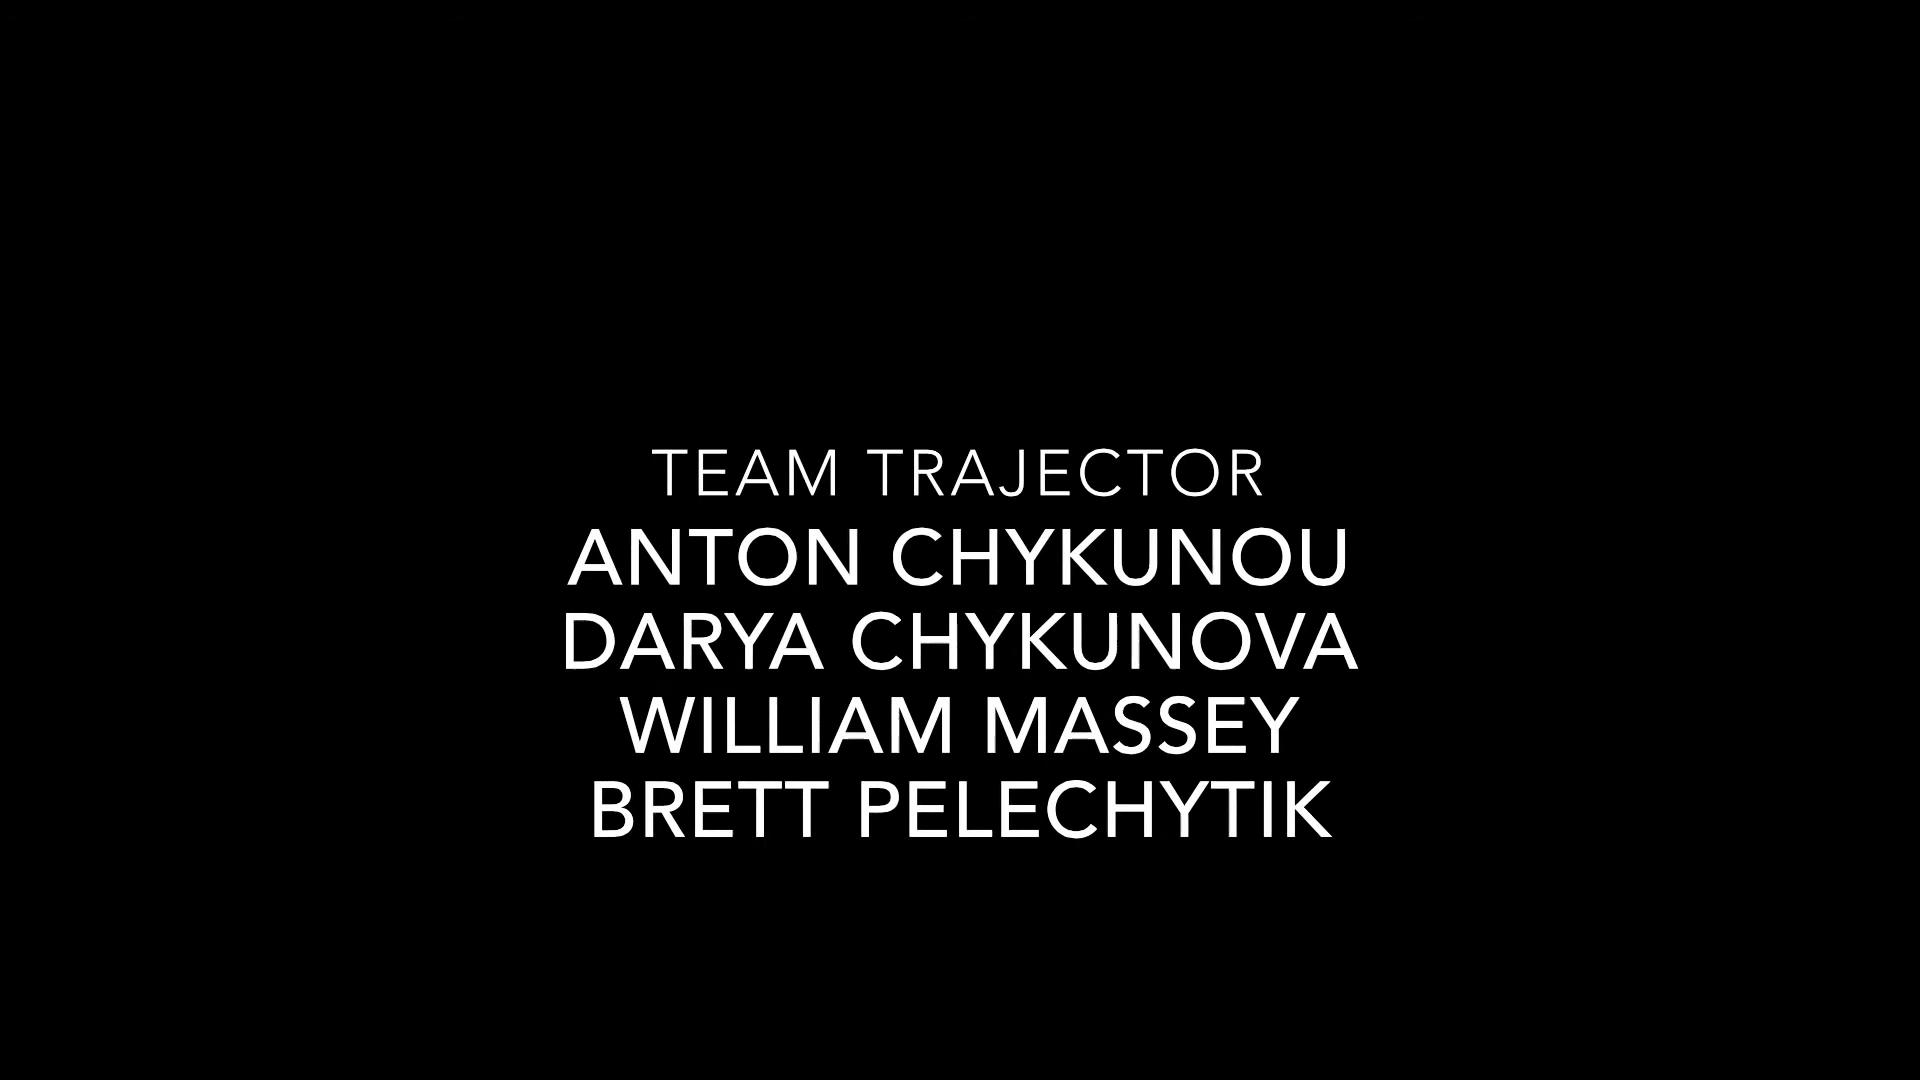 TEAM TRAJECTOR
ANTON CHYKUNOU
DARYA CHYKUNOVA
WILLIAM MASSEY
BRETT PELECHYTIK